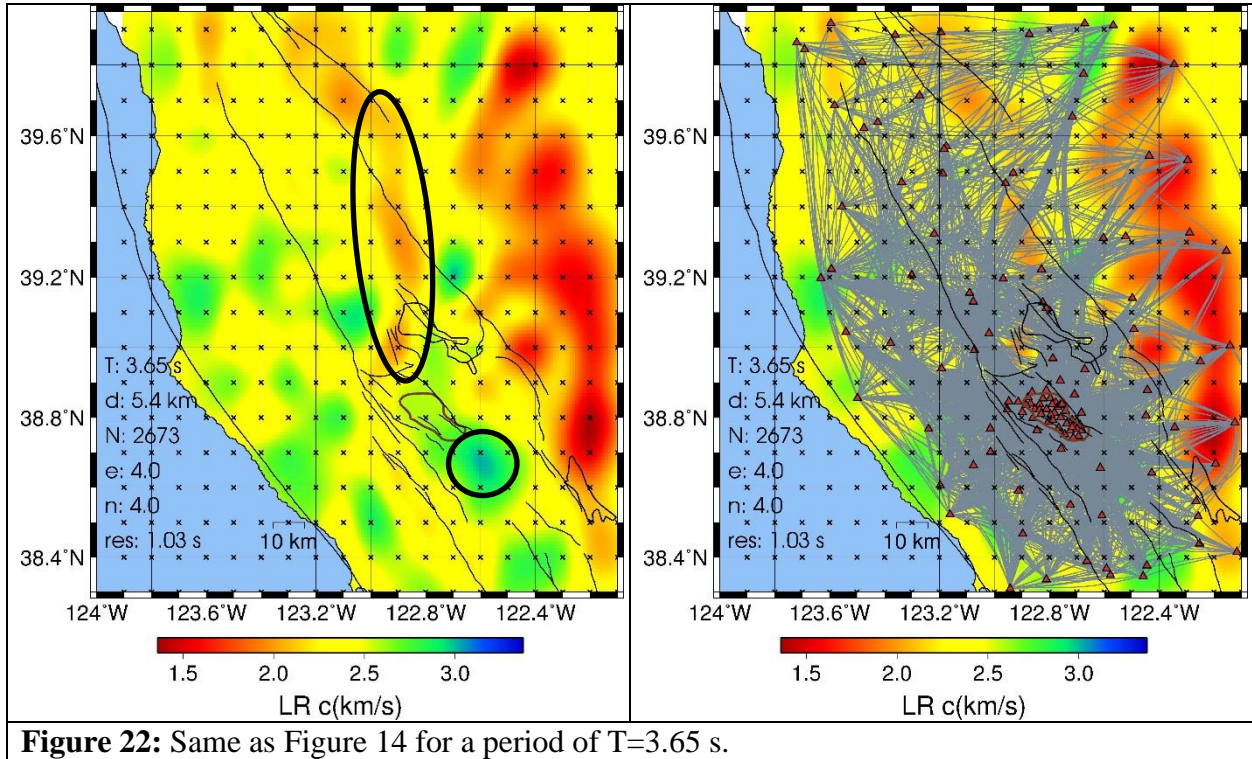 39.6°N
39.2°N
38.8°N
38.4°N
T: 3.65 s
d: 5.4 km
N: 2673
e: 4.0
n: 4.0
res: 1.03 s
10 km
124°W 123.6°W 123.2°W 122.8°W 122.4°W
1.5 2.0 2.5 3.0
LR c(km/s)
39.6°N
39.2°N
38.8°N
38.4°N
T: 3.65 s
d: 5.4 km
N: 2673
e: 4.0
n: 4.0
res: 1.03 s
10 km
124°W 123.6°W 123.2°W 122.8°W 122.4°W
1.5 2.0 2.5 3.0
LR c(km/s)
Figure 22: Same as Figure 14 for a period of T=3.65 s.